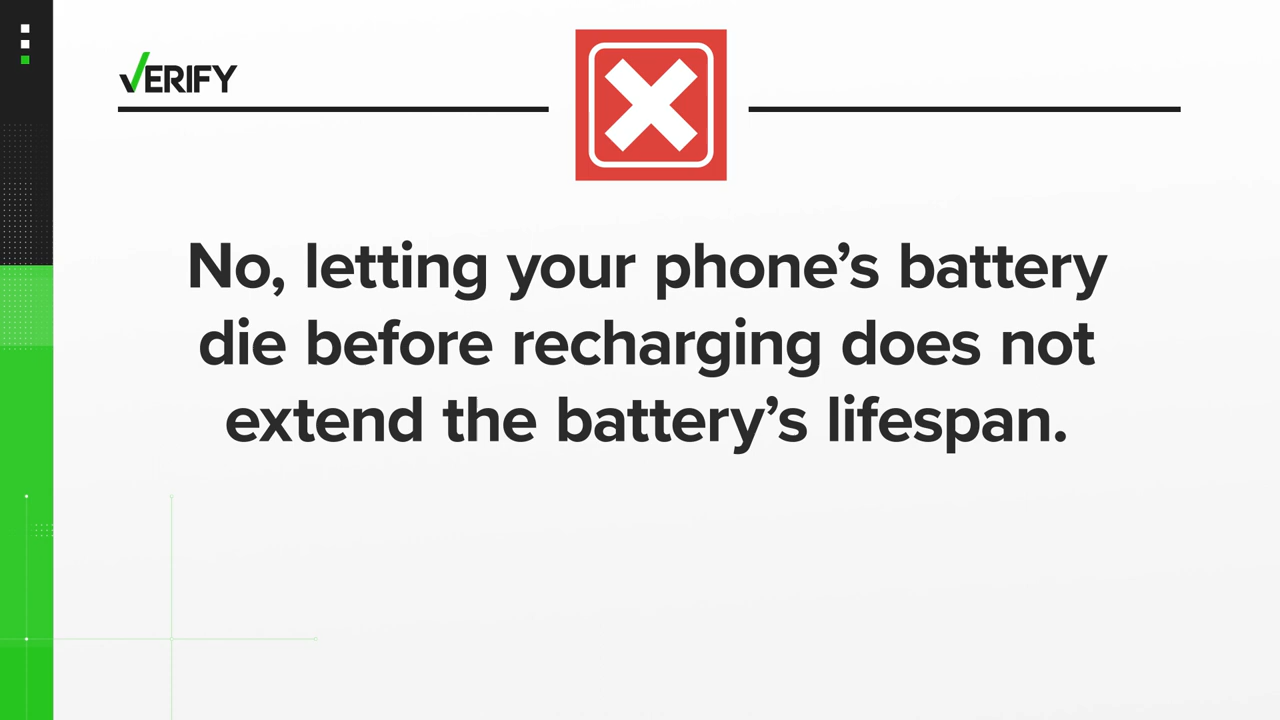 VERIFY
No, letting your phone’s battery
die before recharging does not
extend the battery’s lifespan.